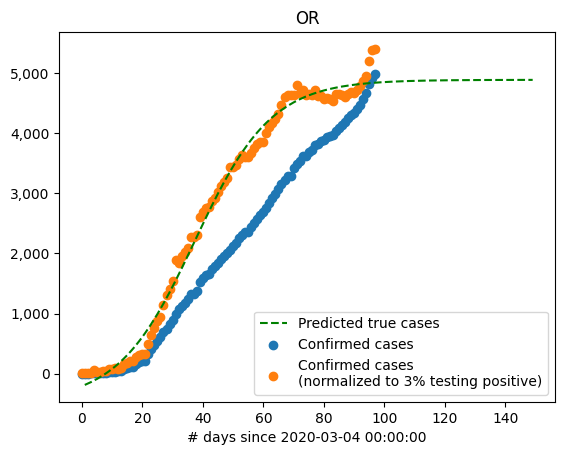 OR
5,000
4,000
3,000
2,000
1,000
0
0 20 40 60 80 100 120 140
# days since 2020-03-04 00:00:00
Predicted true cases
Confirmed cases
Confirmed cases
(normalized to 3% testing positive)